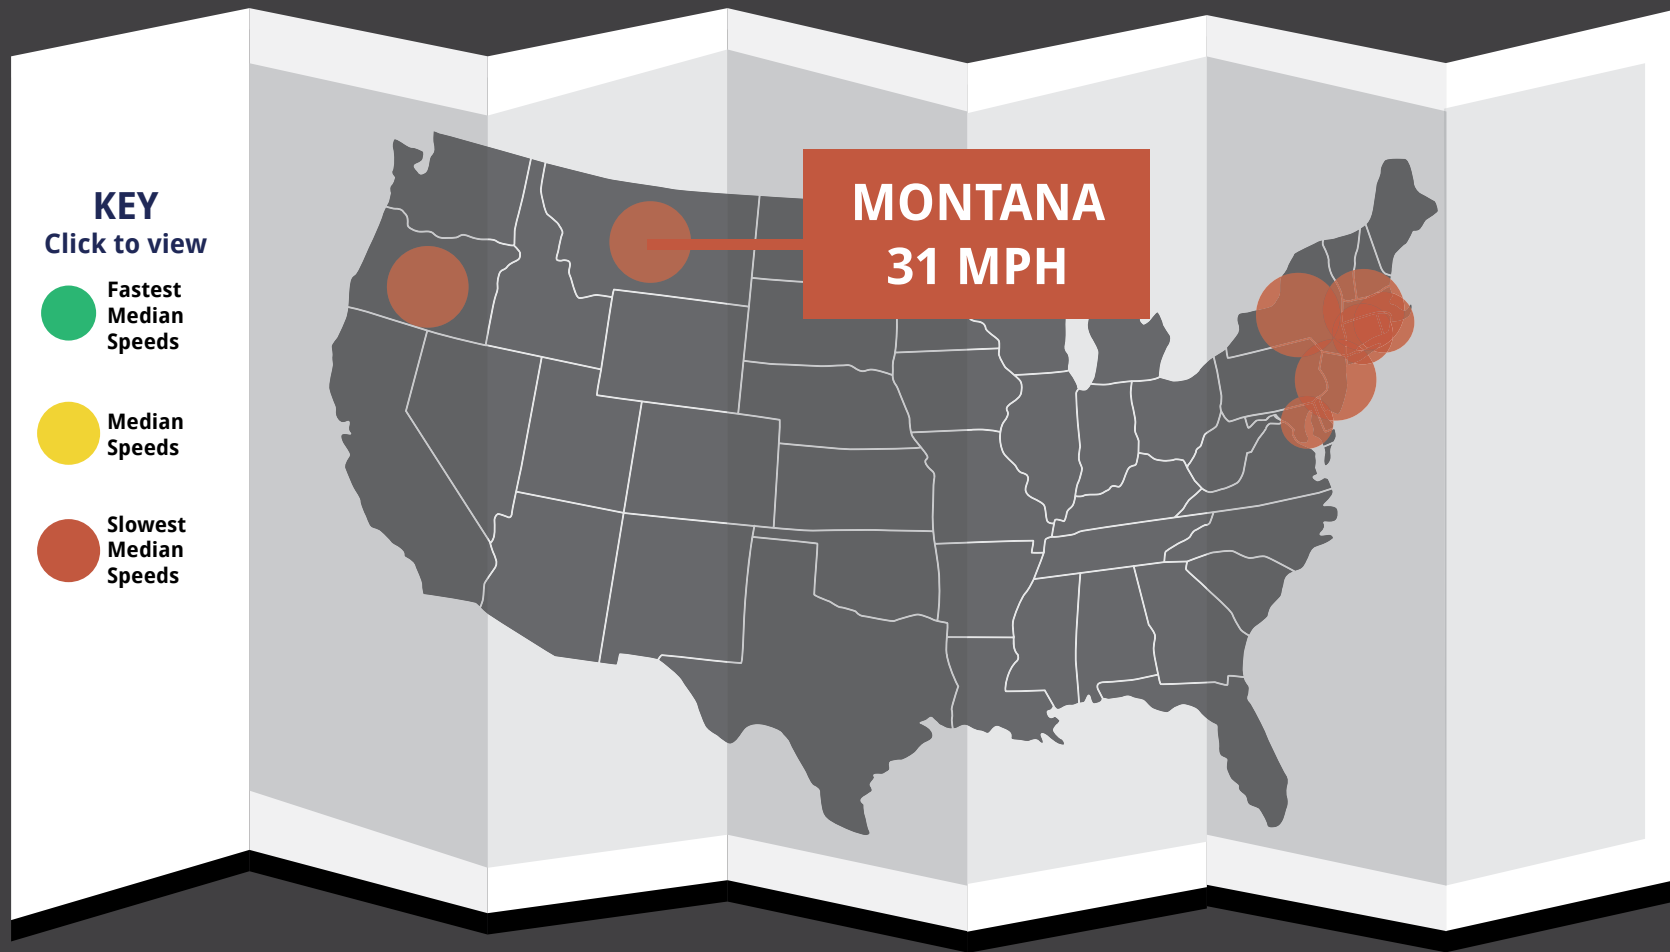 KEY
Click to view
Fastest
Median
Speeds
Median
Speeds
Slowest
Median
Speeds
MONTANA
31 MPH